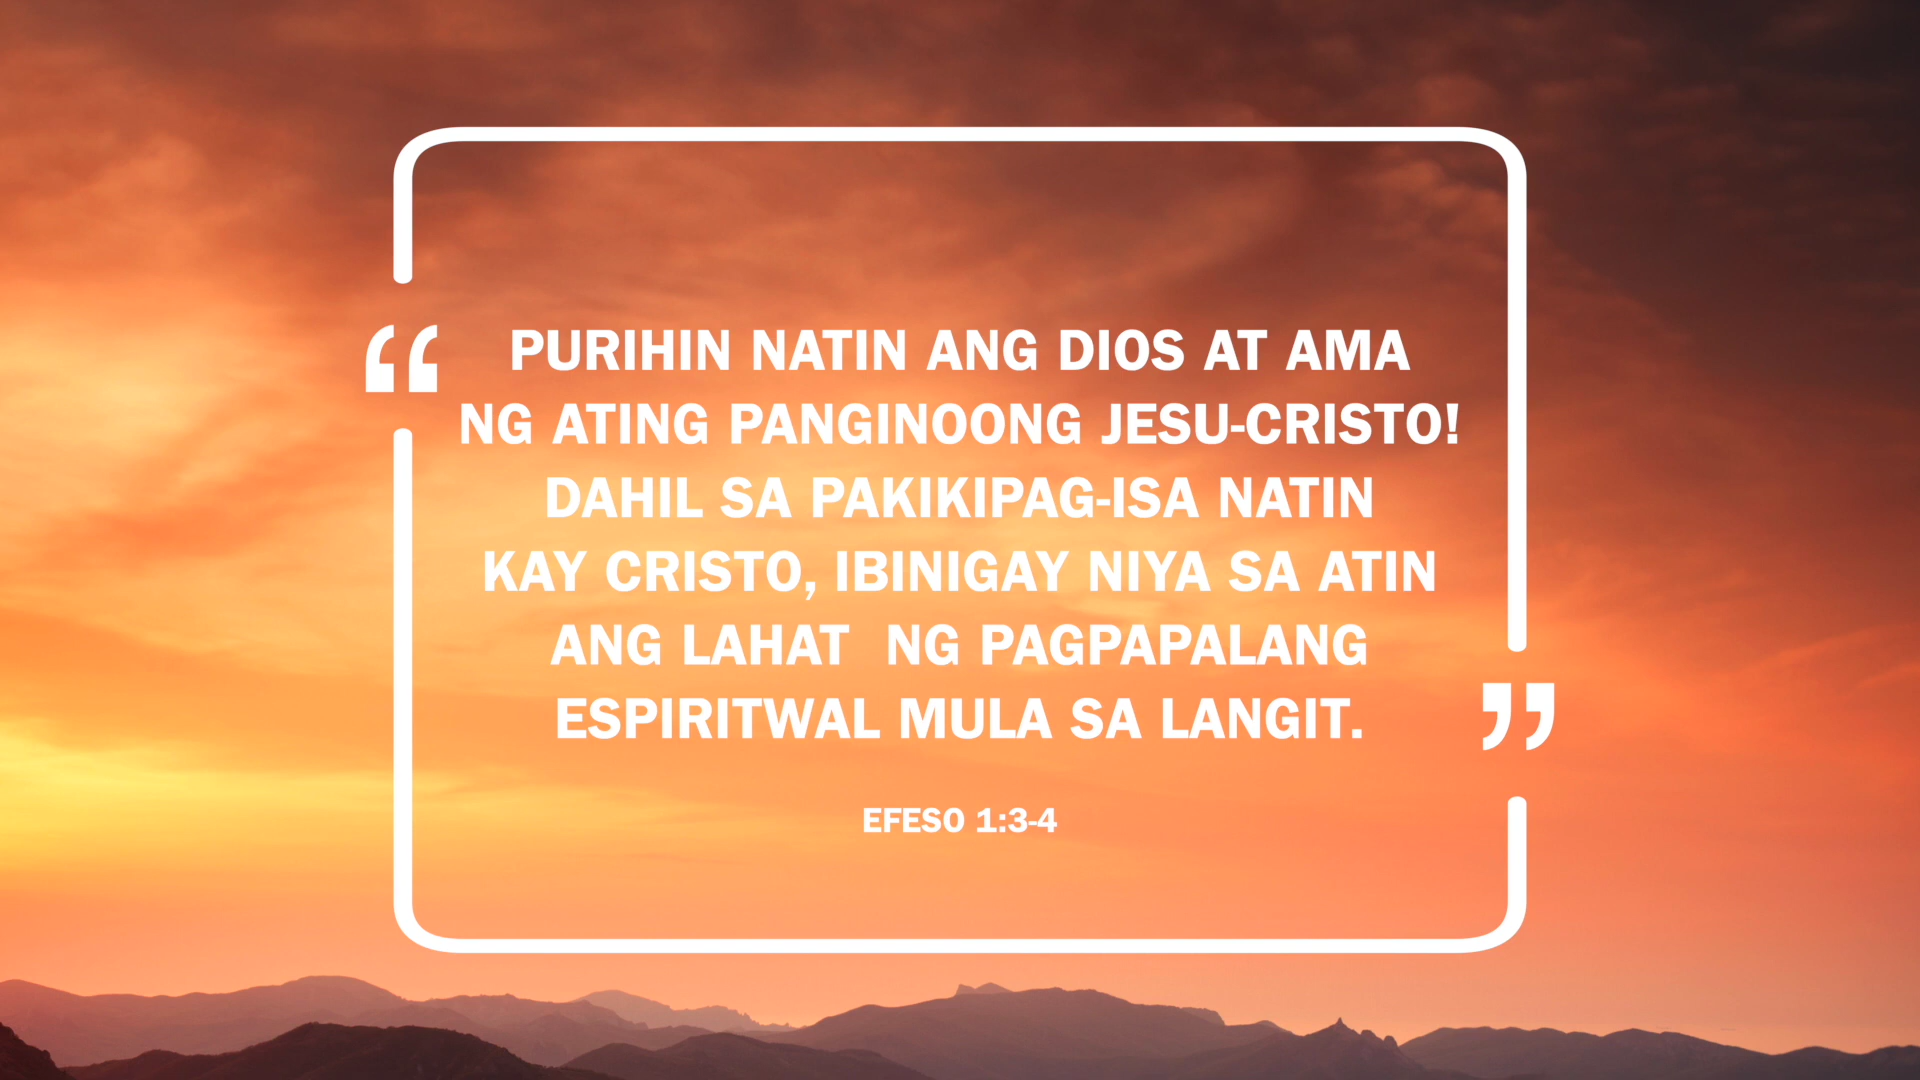 “ PURIHIN NATIN ANG DIOS AT AMA
NG ATING PANGINOONG JESU-CRISTO!
DAHIL SA PAKIKIPAG-ISA NATIN
KAY CRISTO, IBINIGAY NIYA SA ATIN
ANG LAHAT  NG PAGPAPALANG
ESPIRITWAL MULA SA LANGIT. ”
EFESO 1:3-4